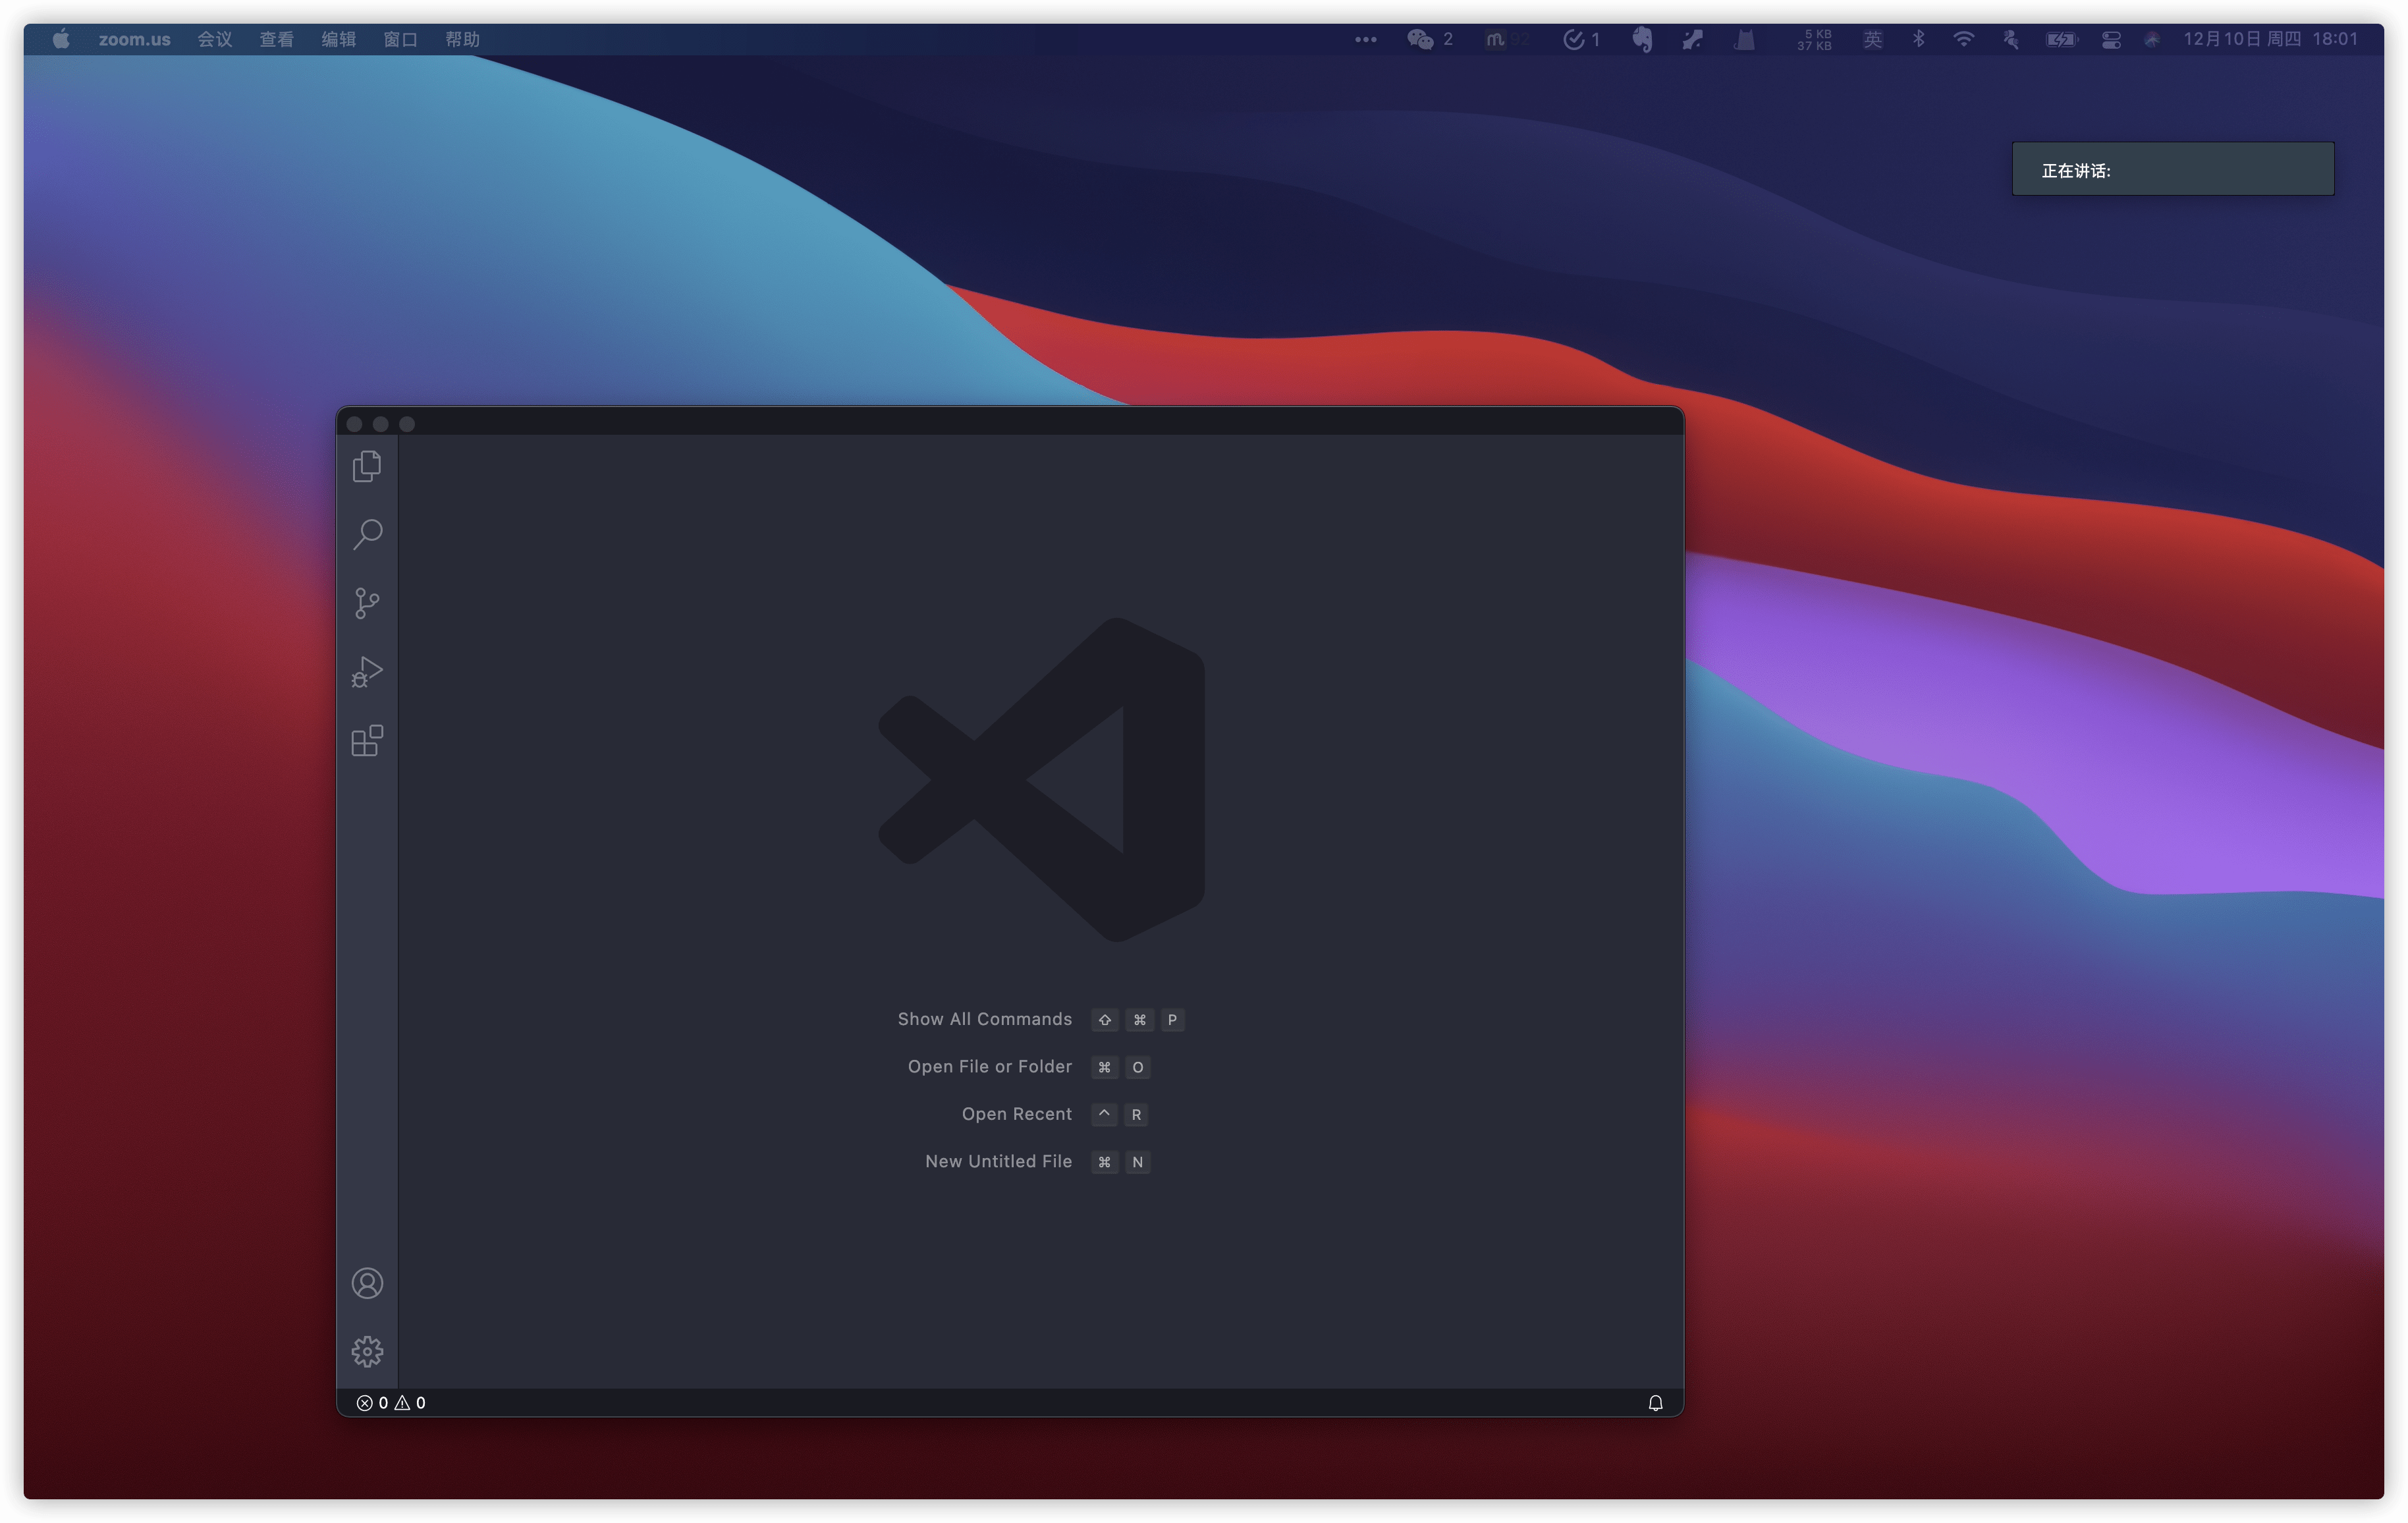 zoom.us 会议 查看 编辑 窗口 帮助 ••• 2 92 1 5 KB 37 KB 英 12月10日 周四 18:01
正在讲话:
Show All Commands ⇧ ⌘ P
Open File or Folder ⌘ O
Open Recent ^ R
New Untitled File ⌘ N
0 0